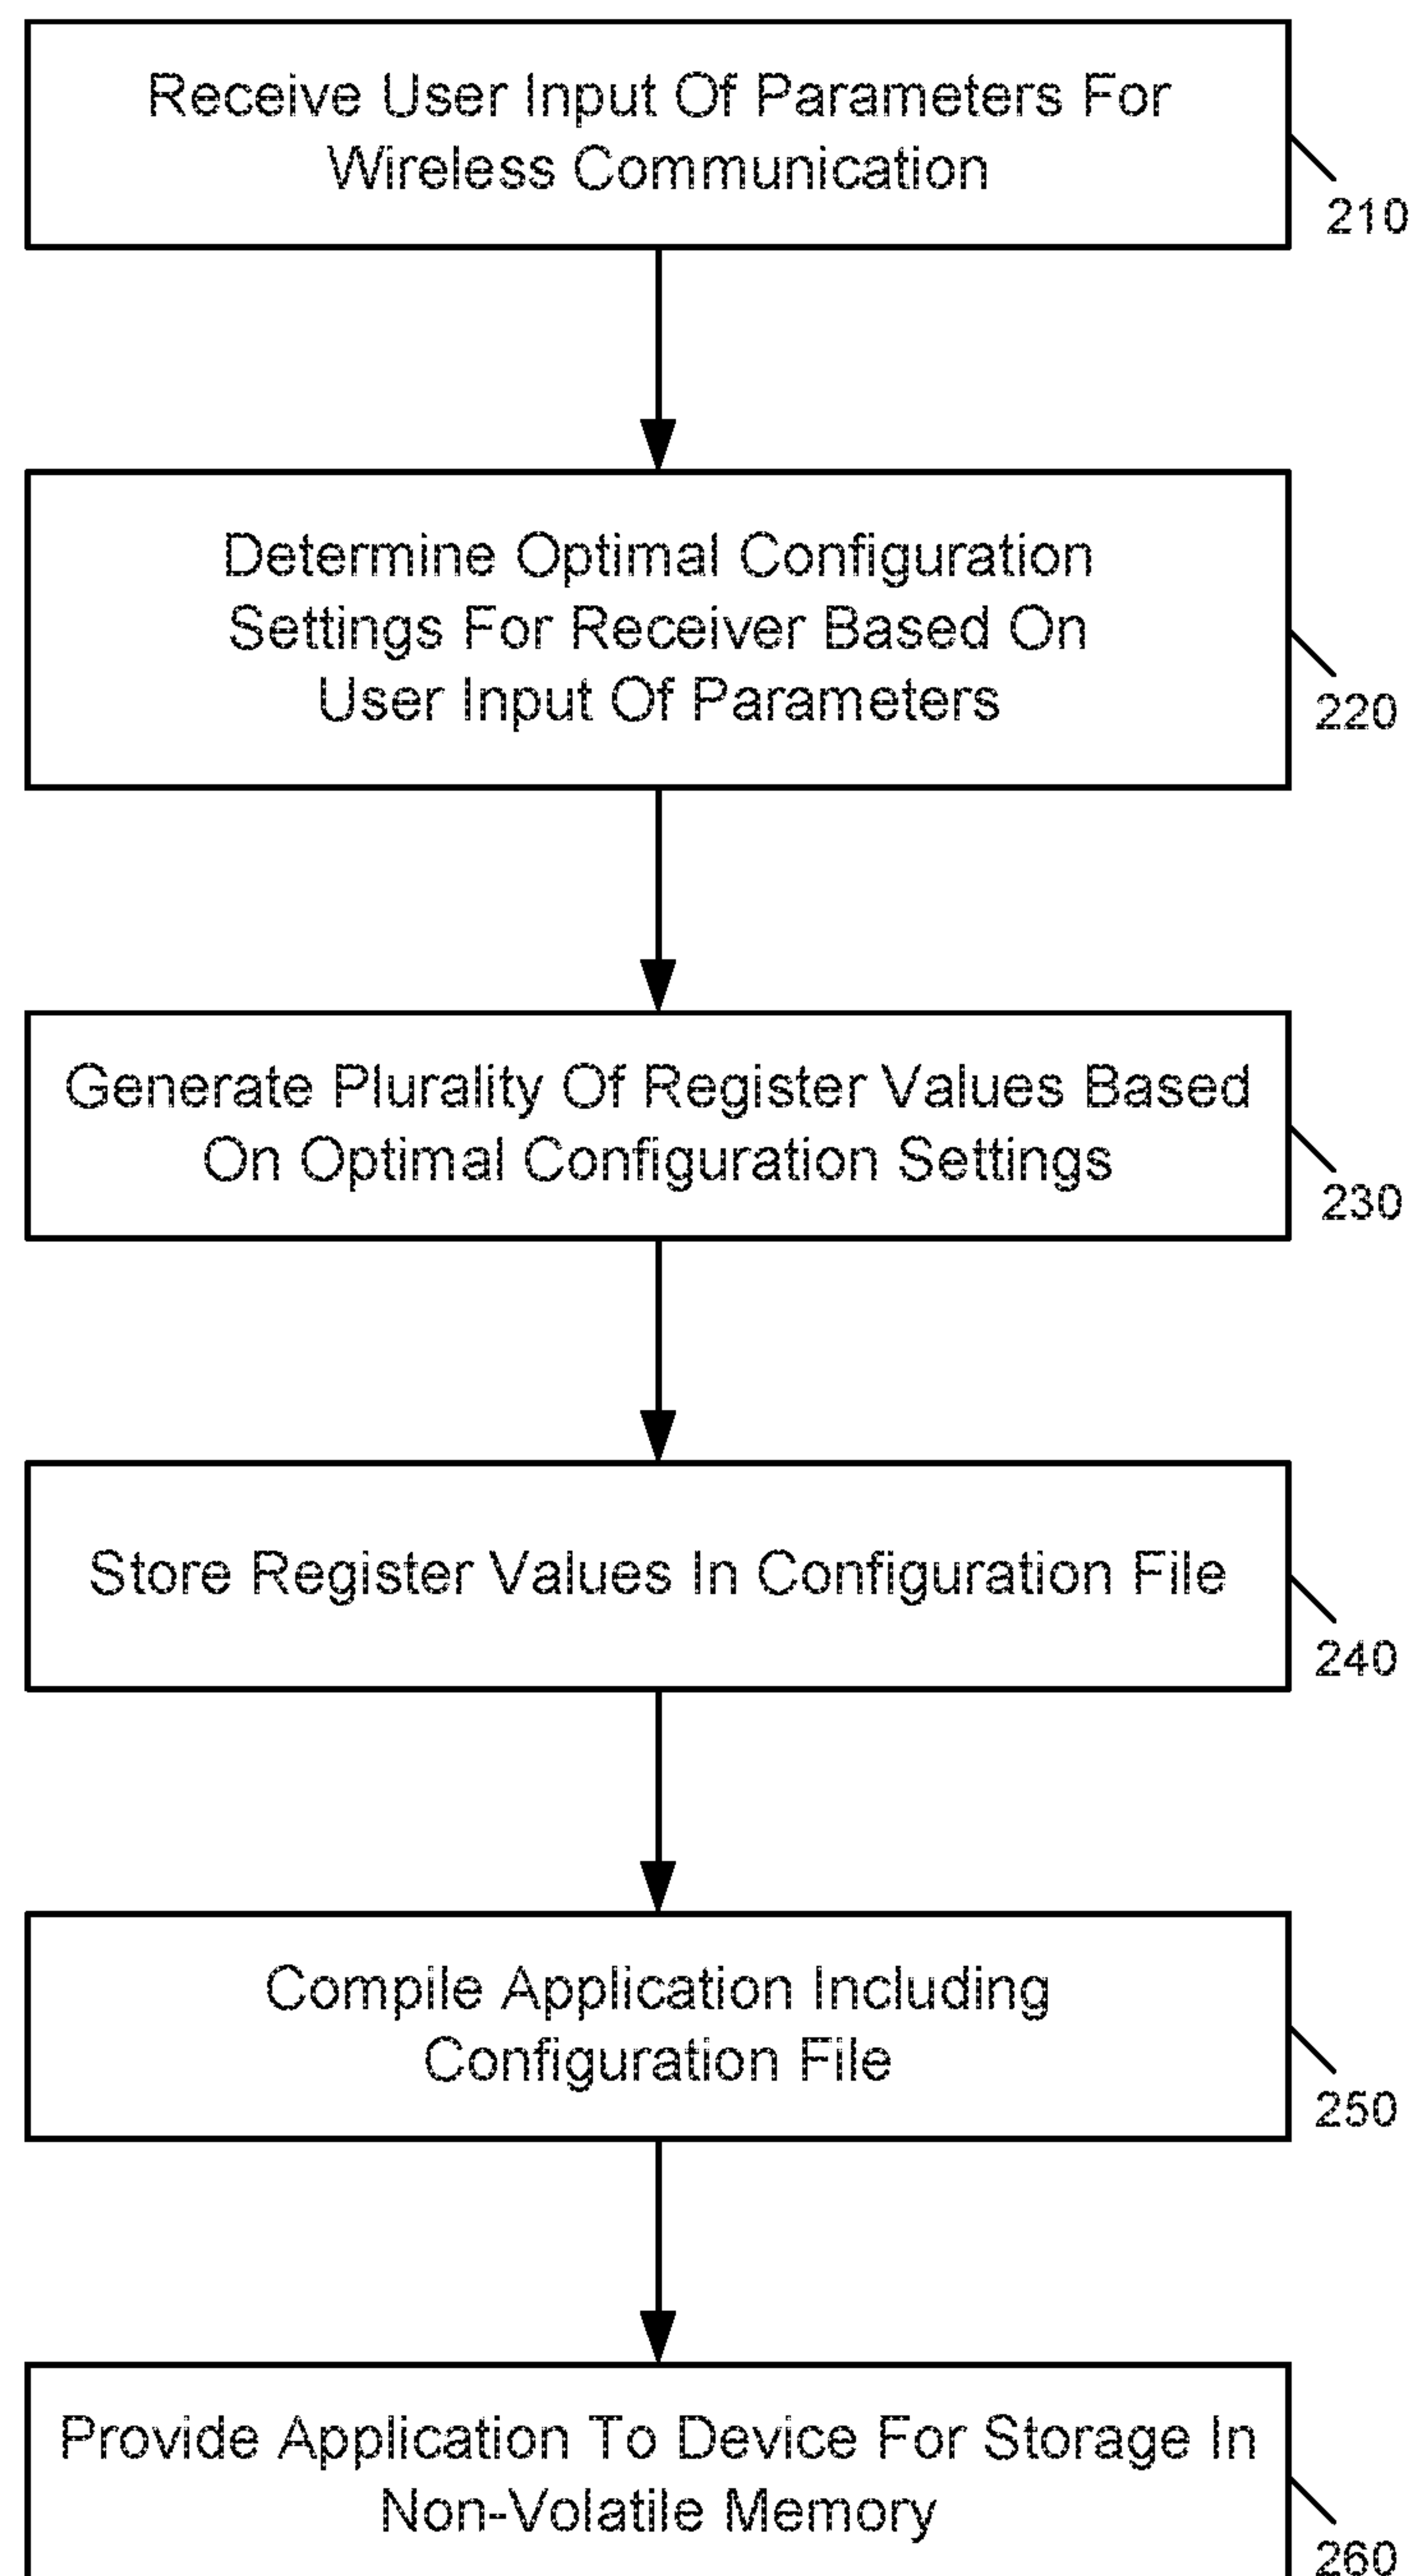 Receive User Input Of Parameters For
Wireless Communication
210
Determine Optimal Configuration
Settings For Receiver Based On
User Input Of Parameters
220
Generate Plurality Of Register Values Based
On Optimal Configuration Settings
230
Store Register Values In Configuration File
240
Compile Application Including
Configuration File
250
Provide Application To Device For Storage In
Non-Volatile Memory
260